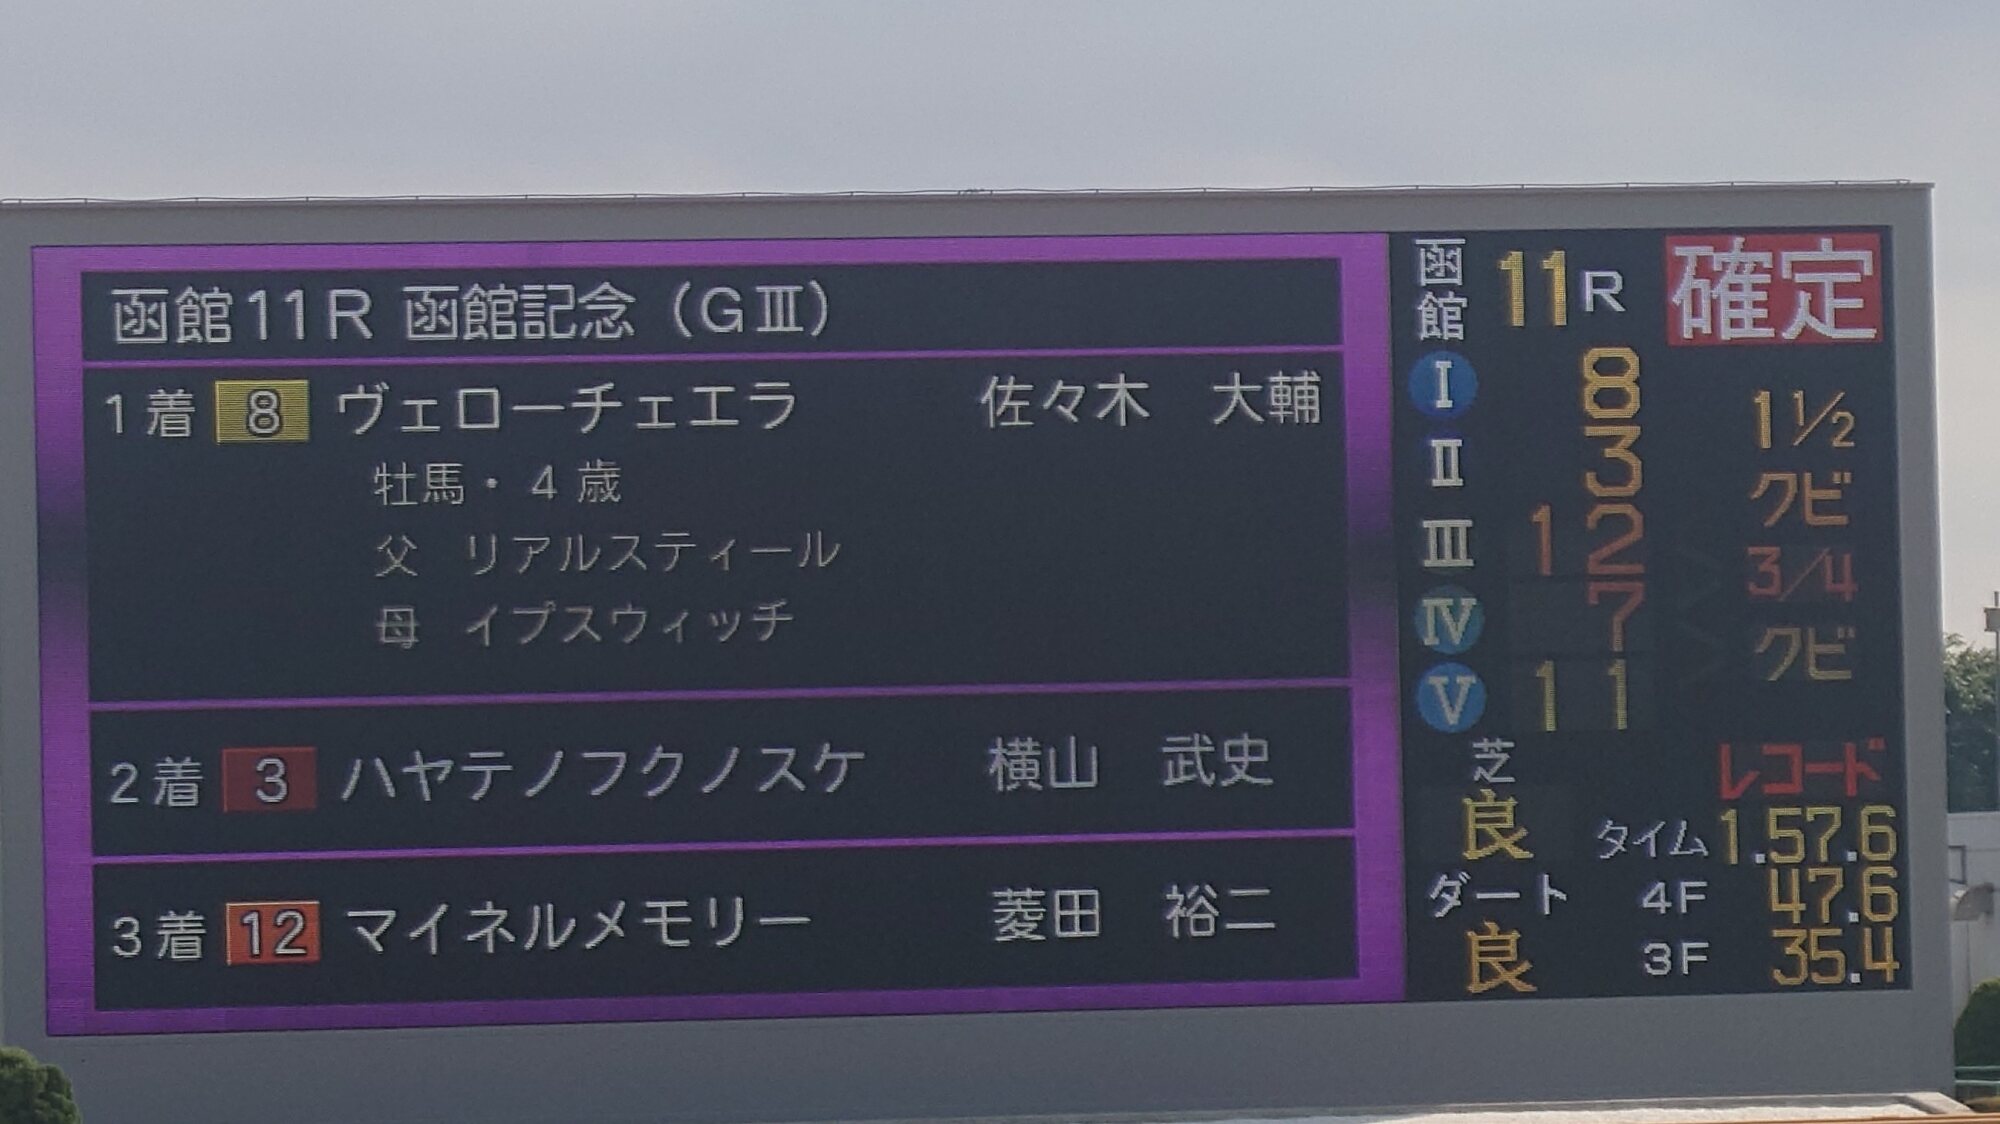 函館11R 函館記念（GⅢ）
1着 8 ヴェローチェエラ 佐々木 大輔
牡馬・4歳
父 リアルスティール
母 イプスウィッチ
2着 3 ハヤテノフクノスケ 横山 武史
3着 12 マイネルメモリー 菱田 裕二
函館 11R 確定
Ⅰ 8
1 1/2
Ⅱ 3
クビ
Ⅲ 12
3/4
Ⅳ 7
クビ
Ⅴ 11
芝 レコード
良 タイム 1.57.6
ダート 4F 47.6
良 3F 35.4